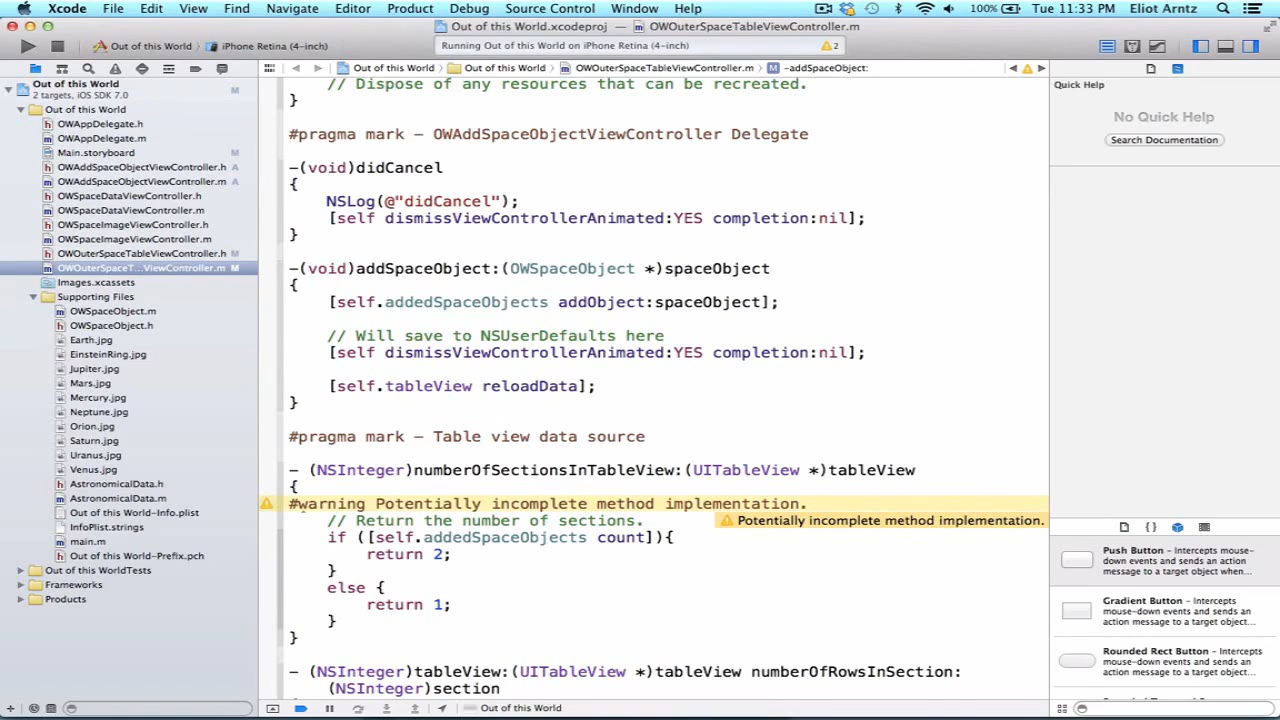 Xcode File Edit View Find Navigate Editor Product Debug Source Control Window Help 100% Tue 11:33 PM Eliot Arntz
Out of this World.xcodeproj — OWOuterSpaceTableViewController.m
Out of this World iPhone Retina (4-inch) Running Out of this World on iPhone Retina (4-inch) 2
Out of this World Out of this World OWOuterSpaceTableViewController.m -addSpaceObject:
Out of this World M
2 targets, iOS SDK 7.0
Out of this World
OWAppDelegate.h
OWAppDelegate.m
Main.storyboard M
OWAddSpaceObjectViewController.h A
OWAddSpaceObjectViewController.m A
OWSpaceDataViewController.h
OWSpaceDataViewController.m
OWSpaceImageViewController.h
OWSpaceImageViewController.m
OWOuterSpaceTableViewController.h M
OWOuterSpaceT...ViewController.m M
Images.xcassets
Supporting Files
OWSpaceObject.m
OWSpaceObject.h
Earth.jpg
EinsteinRing.jpg
Jupiter.jpg
Mars.jpg
Mercury.jpg
Neptune.jpg
Orion.jpg
Saturn.jpg
Uranus.jpg
Venus.jpg
AstronomicalData.h
AstronomicalData.m
Out of this World-Info.plist
InfoPlist.strings
main.m
Out of this World-Prefix.pch
Out of this WorldTests
Frameworks
Products
// Dispose of any resources that can be recreated.
}
#pragma mark - OWAddSpaceObjectViewController Delegate
-(void)didCancel
{
NSLog(@"didCancel");
[self dismissViewControllerAnimated:YES completion:nil];
}
-(void)addSpaceObject:(OWSpaceObject *)spaceObject
{
[self.addedSpaceObjects addObject:spaceObject];
// Will save to NSUserDefaults here
[self dismissViewControllerAnimated:YES completion:nil];
[self.tableView reloadData];
}
#pragma mark - Table view data source
- (NSInteger)numberOfSectionsInTableView:(UITableView *)tableView
{
#warning Potentially incomplete method implementation.
// Return the number of sections. Potentially incomplete method implementation.
if ([self.addedSpaceObjects count]){
return 2;
}
else {
return 1;
}
}
- (NSInteger)tableView:(UITableView *)tableView numberOfRowsInSection:
(NSInteger)section
Out of this World
Quick Help
No Quick Help
Search Documentation
Push Button - Intercepts mouse-
down events and sends an action
message to a target object when...
Gradient Button - Intercepts
mouse-down events and sends an
action message to a target object...
Rounded Rect Button - Intercepts
mouse-down events and sends an
action message to a target object...